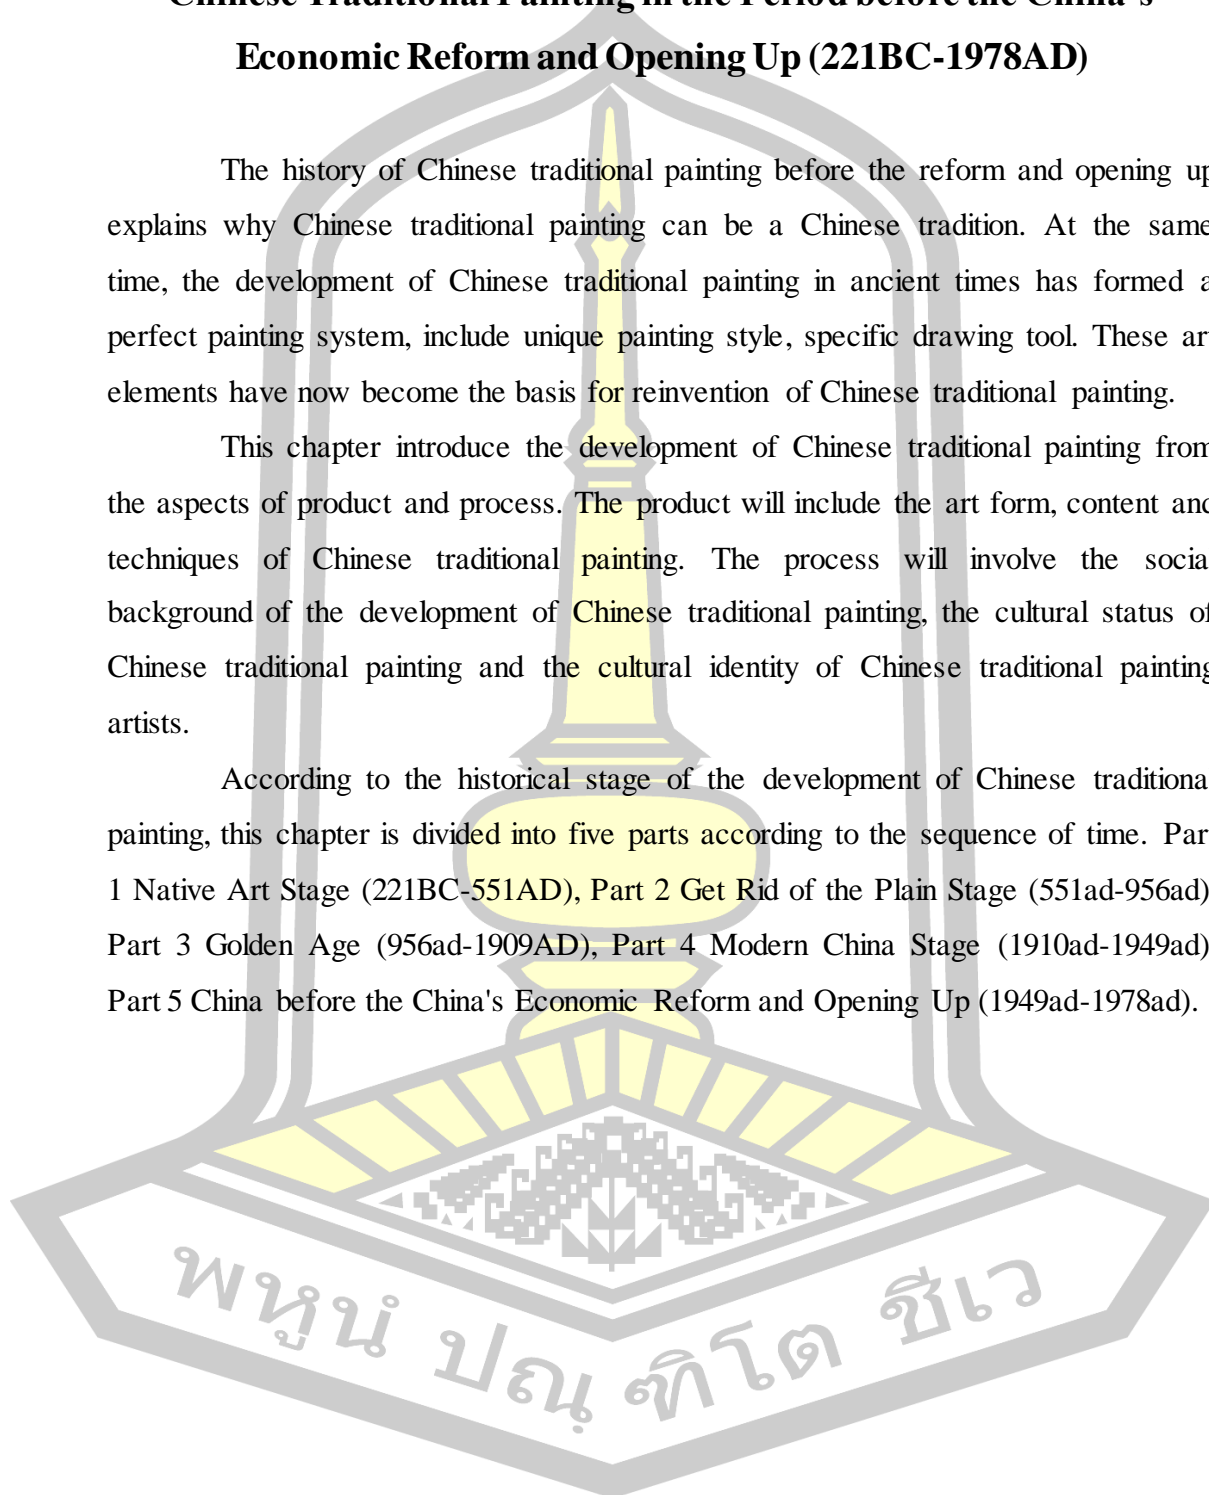 Chinese Traditional Painting in the Period before the China's
Economic Reform and Opening Up (221BC-1978AD)
The history of Chinese traditional painting before the reform and opening up
explains why Chinese traditional painting can be a Chinese tradition. At the same
time, the development of Chinese traditional painting in ancient times has formed a
perfect painting system, include unique painting style, specific drawing tool. These art
elements have now become the basis for reinvention of Chinese traditional painting.
This chapter introduce the development of Chinese traditional painting from
the aspects of product and process. The product will include the art form, content and
techniques of Chinese traditional painting. The process will involve the social
background of the development of Chinese traditional painting, the cultural status of
Chinese traditional painting and the cultural identity of Chinese traditional painting
artists.
According to the historical stage of the development of Chinese traditional
painting, this chapter is divided into five parts according to the sequence of time. Part
1 Native Art Stage (221BC-551AD), Part 2 Get Rid of the Plain Stage (551ad-956ad)
Part 3 Golden Age (956ad-1909AD), Part 4 Modern China Stage (1910ad-1949ad)
Part 5 China before the China's Economic Reform and Opening Up (1949ad-1978ad).
พหูนํ ปณฺฑิโต ชีเว